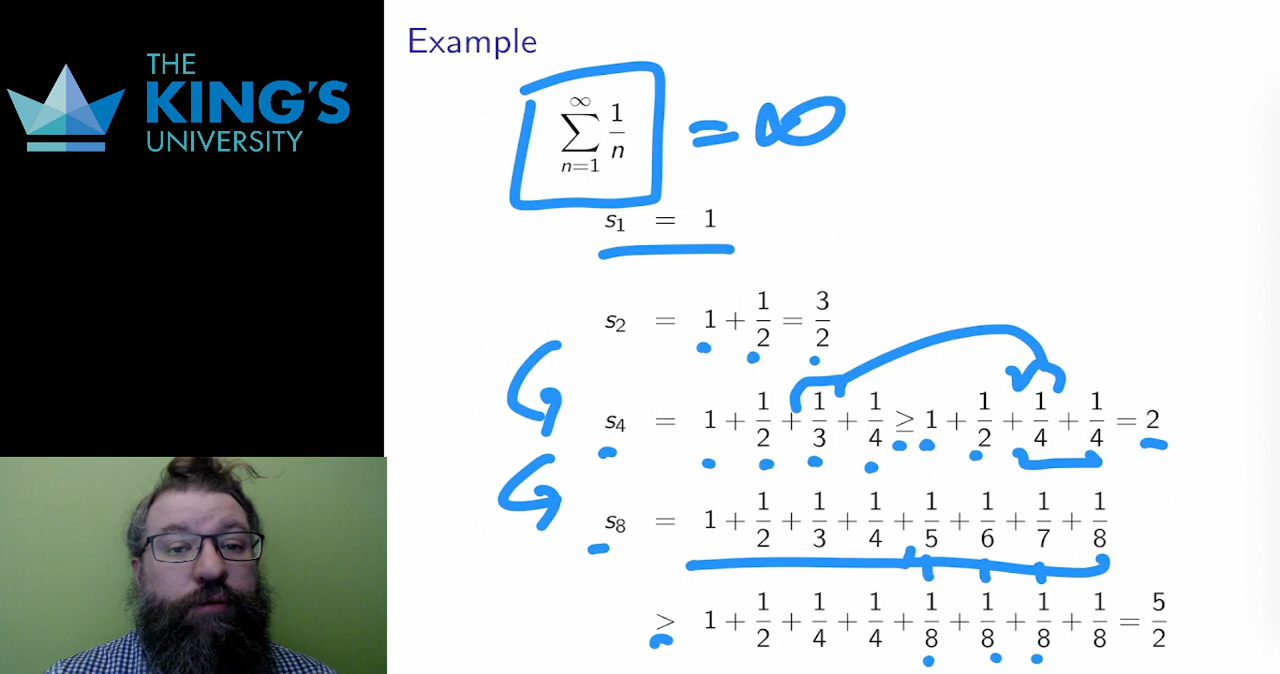 THE
KING'S
UNIVERSITY
Example
∑_{n=1}^{∞} 1/n = ∞
s₁ = 1
s₂ = 1 + 1/2 = 3/2
s₄ = 1 + 1/2 + 1/3 + 1/4 ≥ 1 + 1/2 + 1/4 + 1/4 = 2
s₈ = 1 + 1/2 + 1/3 + 1/4 + 1/5 + 1/6 + 1/7 + 1/8
> 1 + 1/2 + 1/4 + 1/4 + 1/8 + 1/8 + 1/8 + 1/8 = 5/2